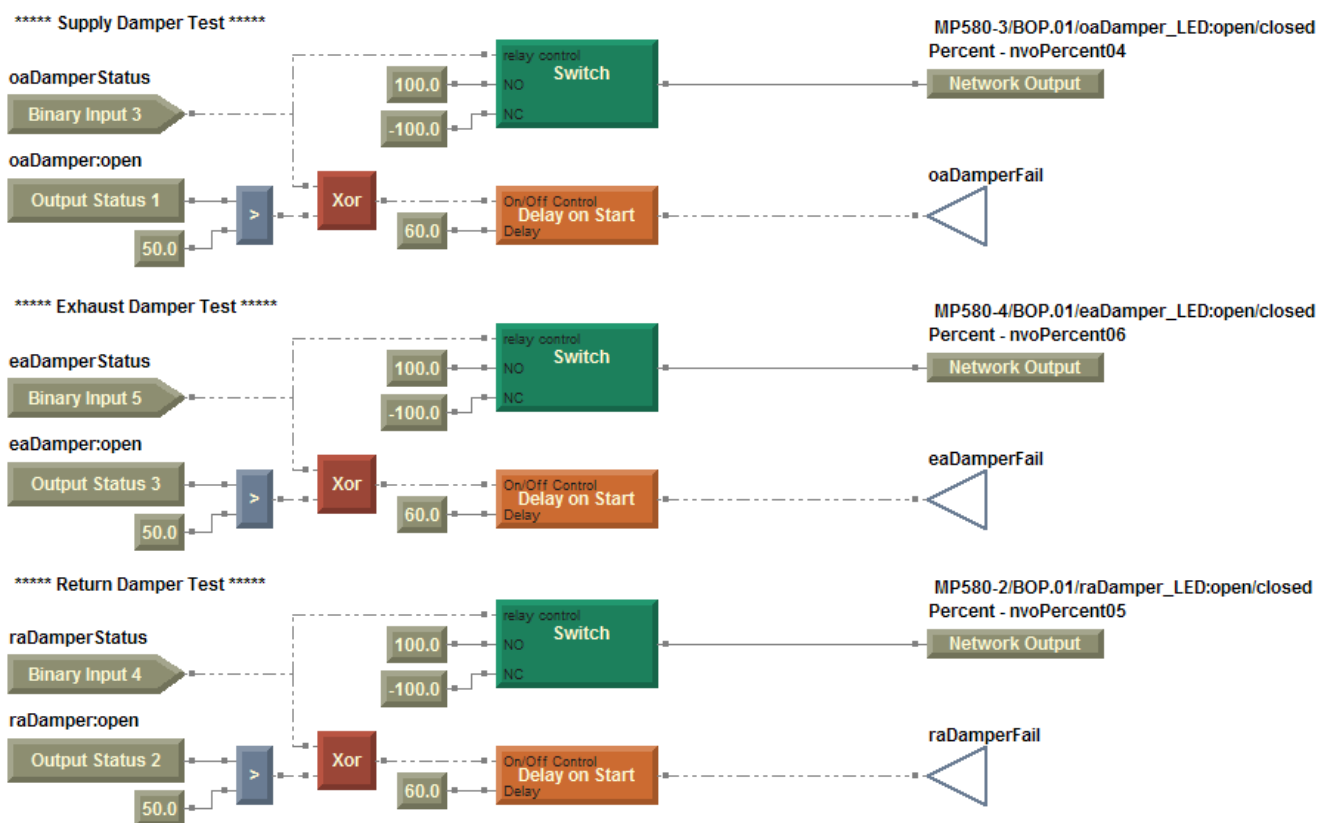 ***** Supply Damper Test *****
MP580-3/BOP.01/oaDamper_LED:open/closed
Percent - nvoPercent04
relay control
Switch
Network Output
oaDamperStatus
100.0
NO
Binary Input 3
-100.0
NC
oaDamper:open
oaDamperFail
Output Status 1
>
Xor
On/Off Control
Delay on Start
60.0
Delay
50.0
***** Exhaust Damper Test *****
MP580-4/BOP.01/eaDamper_LED:open/closed
Percent - nvoPercent06
relay control
Switch
Network Output
eaDamperStatus
100.0
NO
Binary Input 5
-100.0
NC
eaDamper:open
eaDamperFail
Output Status 3
>
Xor
On/Off Control
Delay on Start
60.0
Delay
50.0
***** Return Damper Test *****
MP580-2/BOP.01/raDamper_LED:open/closed
Percent - nvoPercent05
relay control
Switch
Network Output
raDamperStatus
100.0
NO
Binary Input 4
-100.0
NC
raDamper:open
raDamperFail
Output Status 2
>
Xor
On/Off Control
Delay on Start
60.0
Delay
50.0